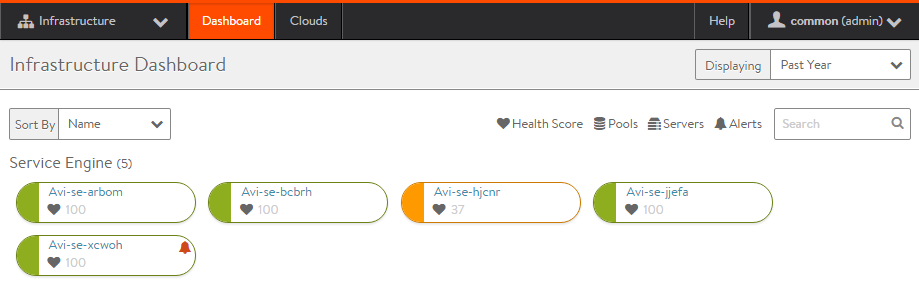 Infrastructure Dashboard Clouds Help common (admin)
Infrastructure Dashboard Displaying Past Year
Sort By Name Health Score Pools Servers Alerts Search
Service Engine (5)
Avi-se-arbom Avi-se-bcbrh Avi-se-hjcnr Avi-se-jjefa
100 100 37 100
Avi-se-xcwoh
100